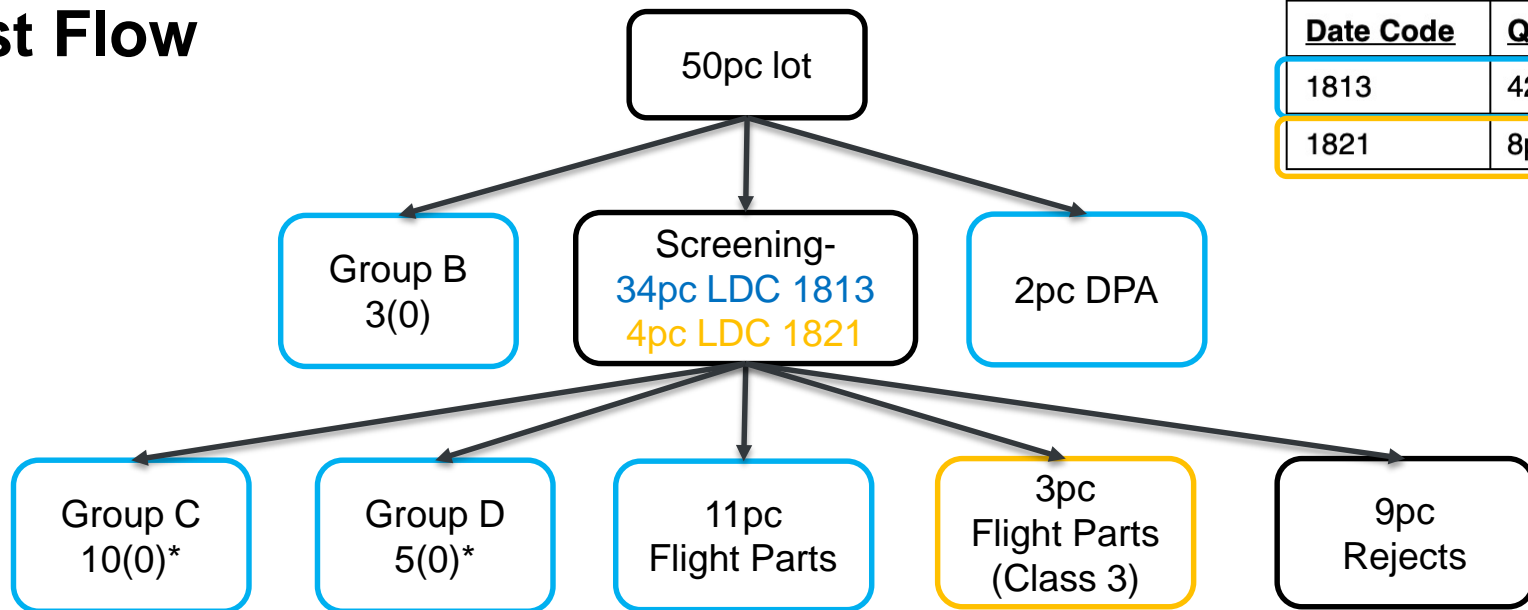 st Flow
Date Code
1813
1821
50pc lot
Group B
3(0)
Screening-
34pc LDC 1813
4pc LDC 1821
2pc DPA
Group C
10(0)*
Group D
5(0)*
11pc
Flight Parts
3pc
Flight Parts
(Class 3)
9pc
Rejects